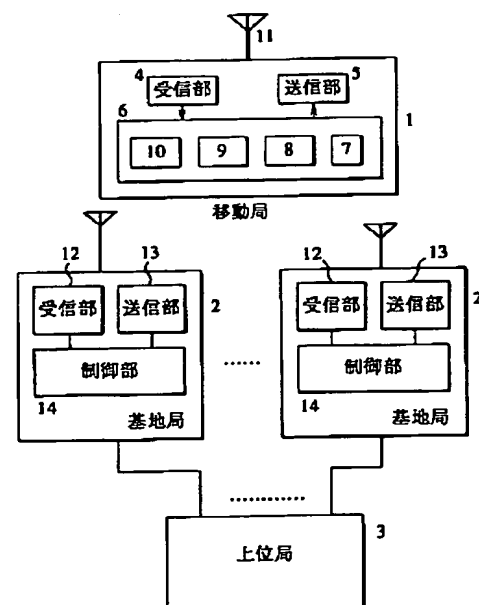 11
4
受信部
5
送信部
6
1
10
9
8
7
移動局
12
13
受信部
送信部
2
制御部
14
基地局
……
12
13
受信部
送信部
2
制御部
14
基地局
…………
3
上位局